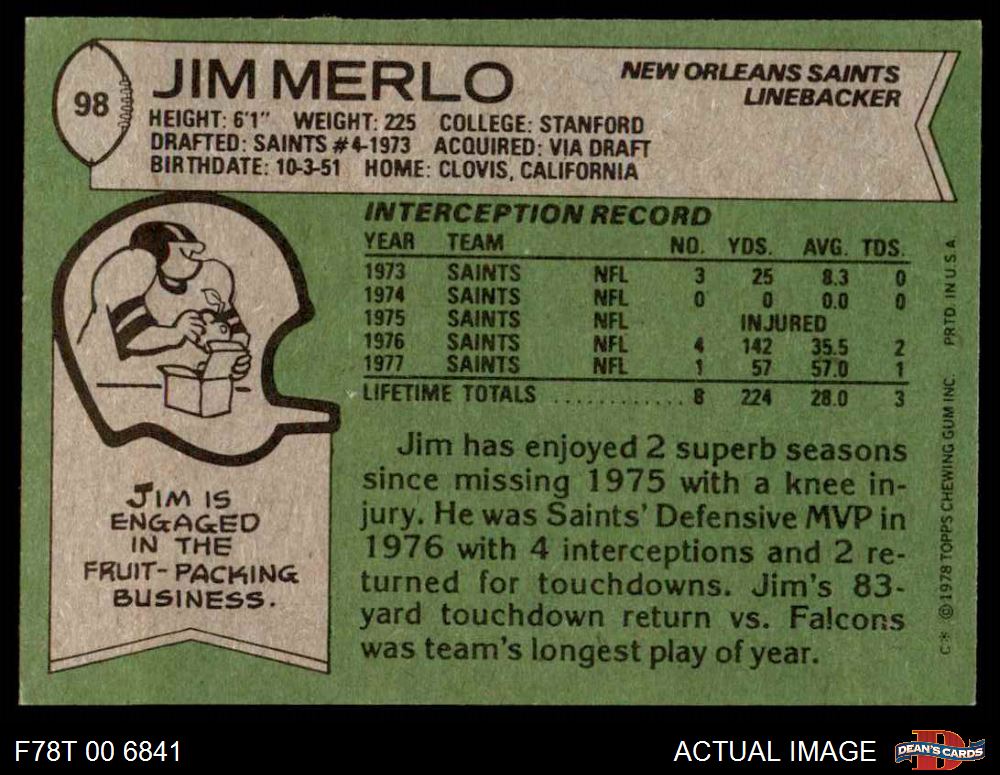 98
JIM MERLO
NEW ORLEANS SAINTS
LINEBACKER
HEIGHT: 6'1" WEIGHT: 225 COLLEGE: STANFORD
DRAFTED: SAINTS #4-1973 ACQUIRED: VIA DRAFT
BIRTHDATE: 10-3-51 HOME: CLOVIS, CALIFORNIA
INTERCEPTION RECORD
YEAR TEAM NO. YDS. AVG. TDS.
1973 SAINTS NFL 3 25 8.3 0
1974 SAINTS NFL 0 0 0.0 0
1975 SAINTS NFL INJURED
1976 SAINTS NFL 4 142 35.5 2
1977 SAINTS NFL 1 57 57.0 1
LIFETIME TOTALS ............ 8 224 28.0 3
Jim has enjoyed 2 superb seasons
since missing 1975 with a knee in-
jury. He was Saints' Defensive MVP in
1976 with 4 interceptions and 2 re-
turned for touchdowns. Jim's 83-
yard touchdown return vs. Falcons
was team's longest play of year.
JIM IS
ENGAGED
IN THE
FRUIT-PACKING
BUSINESS.
C* © 1978 TOPPS CHEWING GUM INC. PRTD. IN U.S.A.
F78T 00 6841
ACTUAL IMAGE
D
DEAN'S CARDS